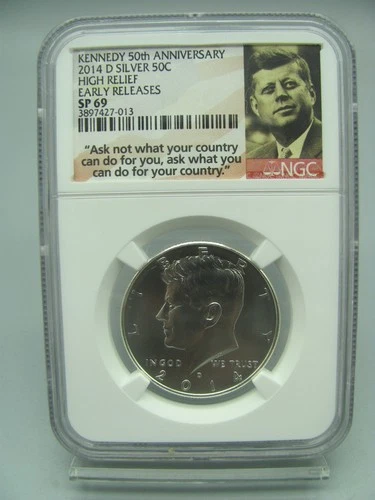 KENNEDY 50th ANNIVERSARY
2014 D SILVER 50C
HIGH RELIEF
EARLY RELEASES
SP 69
3897427-013
"Ask not what your country
can do for you, ask what you
can do for your country."
NGC
LIBERTY
IN GOD WE TRUST
D
2014